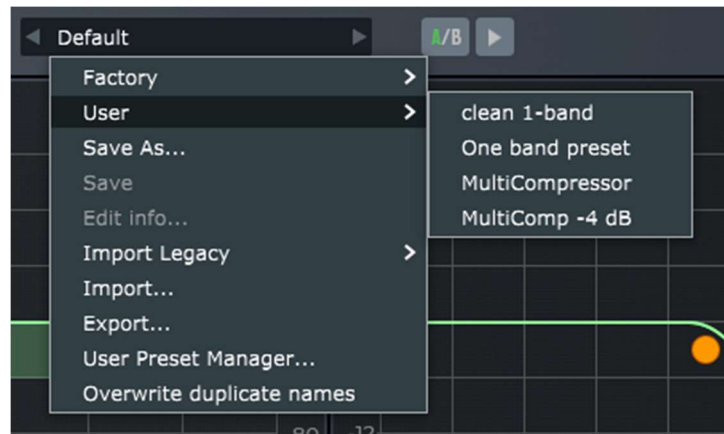 Default
A/B
Factory
User
clean 1-band
Save As...
One band preset
Save
MultiCompressor
Edit info...
MultiComp -4 dB
Import Legacy
Import...
Export...
User Preset Manager...
Overwrite duplicate names
12